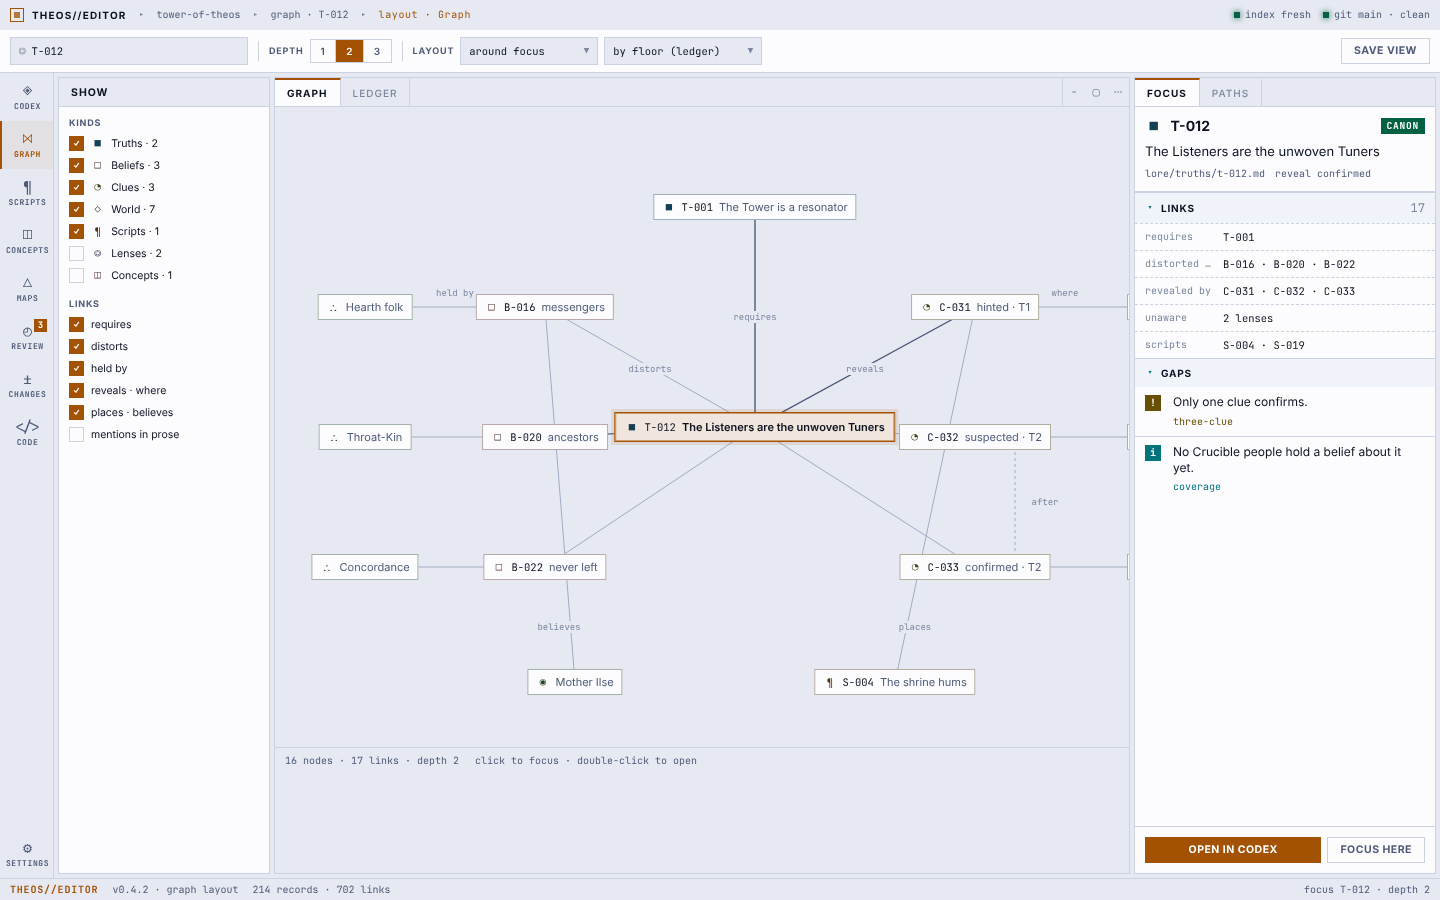 THEOS//EDITOR ‣ tower-of-theos ‣ graph · T-012 ‣ layout · Graph
index fresh git main · clean
T-012
DEPTH 1 2 3
LAYOUT around focus ▾ by floor (ledger) ▾
SAVE VIEW
CODEX
GRAPH
¶ SCRIPTS
CONCEPTS
MAPS
3
REVIEW
± CHANGES
</> CODE
SETTINGS
SHOW
KINDS
Truths · 2
Beliefs · 3
Clues · 3
World · 7
¶ Scripts · 1
Lenses · 2
Concepts · 1
LINKS
requires
distorts
held by
reveals · where
places · believes
mentions in prose
GRAPH LEDGER
T-001 The Tower is a resonator
Hearth folk
held by
B-016 messengers
requires
C-031 hinted · T1
where
distorts
reveals
T-012 The Listeners are the unwoven Tuners
Throat-Kin
B-020 ancestors
C-032 suspected · T2
after
Concordance
B-022 never left
C-033 confirmed · T2
believes
places
Mother Ilse
¶ S-004 The shrine hums
16 nodes · 17 links · depth 2 click to focus · double-click to open
FOCUS PATHS
T-012 CANON
The Listeners are the unwoven Tuners
lore/truths/t-012.md reveal confirmed
LINKS 17
requires T-001
distorted … B-016 · B-020 · B-022
revealed by C-031 · C-032 · C-033
unaware 2 lenses
scripts S-004 · S-019
GAPS
! Only one clue confirms.
three-clue
i No Crucible people hold a belief about it
yet.
coverage
OPEN IN CODEX FOCUS HERE
THEOS//EDITOR v0.4.2 · graph layout 214 records · 702 links
focus T-012 · depth 2